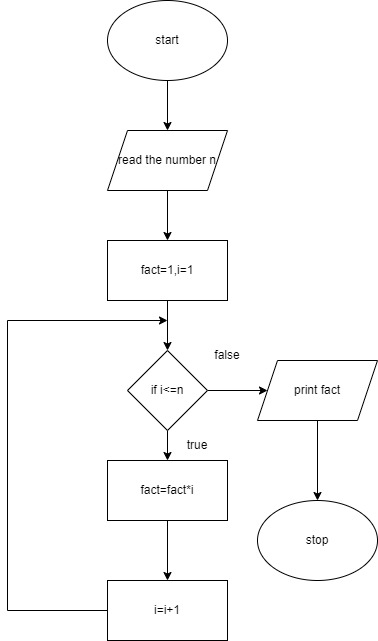 start
read the number n
fact=1,i=1
if i<=n
false
print fact
true
fact=fact*i
stop
i=i+1